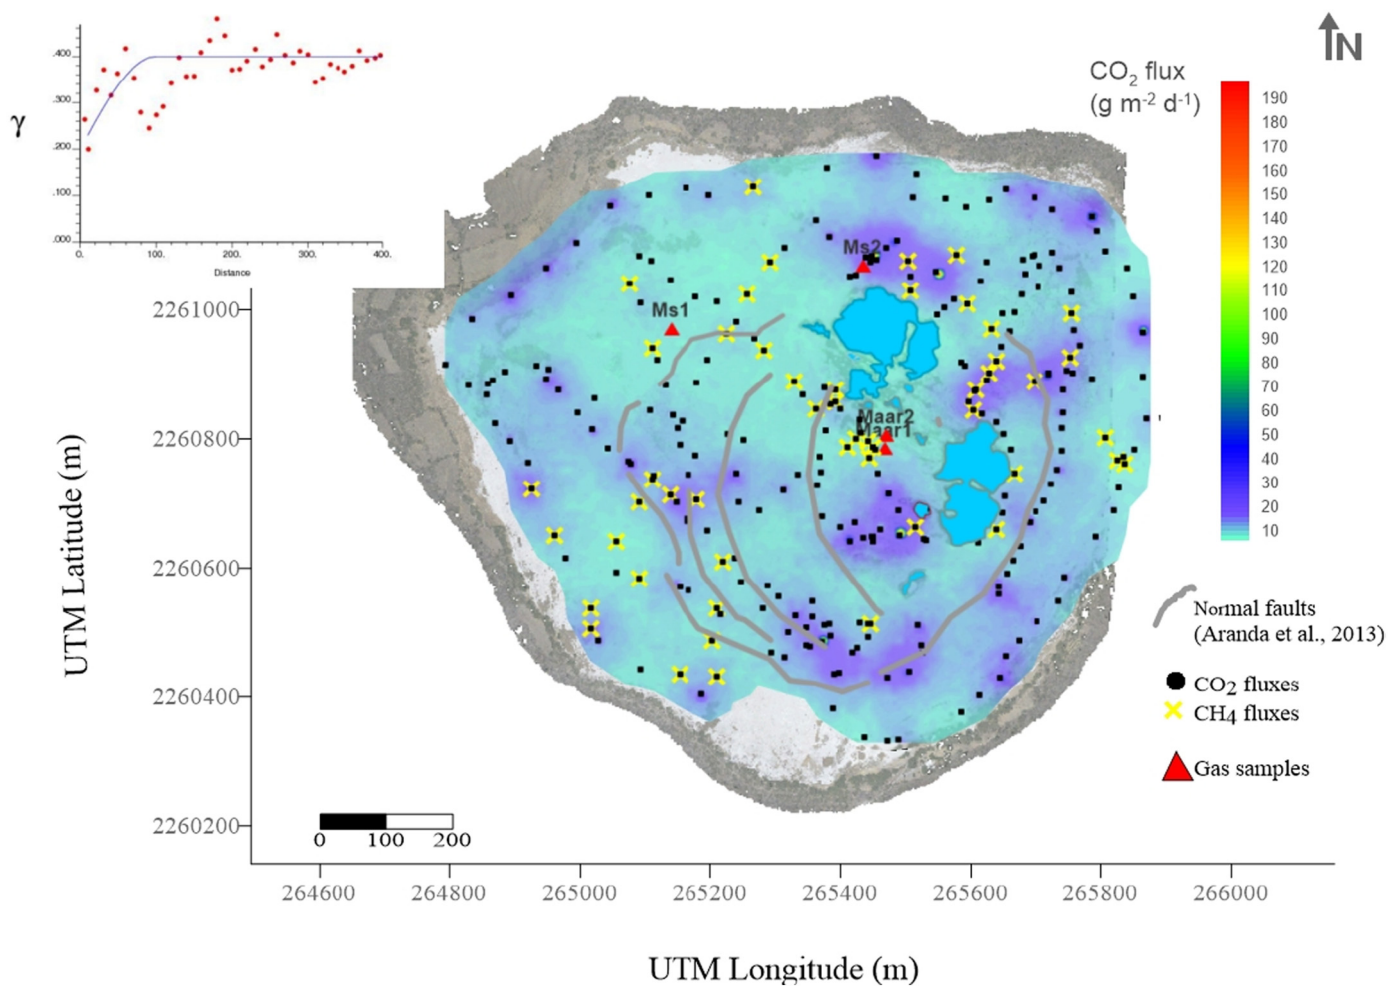 N
.400
.300
.200
.100
.000
γ
0.
100.
200.
300.
400.
Distance
CO2 flux
(g m-2 d-1)
190
180
170
160
150
140
130
120
110
100
90
80
70
60
50
40
30
20
10
Ms2
Ms1
Maar2
Maar1
2261000
2260800
2260600
2260400
2260200
UTM Latitude (m)
Normal faults
(Aranda et al., 2013)
CO2 fluxes
CH4 fluxes
Gas samples
0 100 200
264600 264800 265000 265200 265400 265600 265800 266000
UTM Longitude (m)